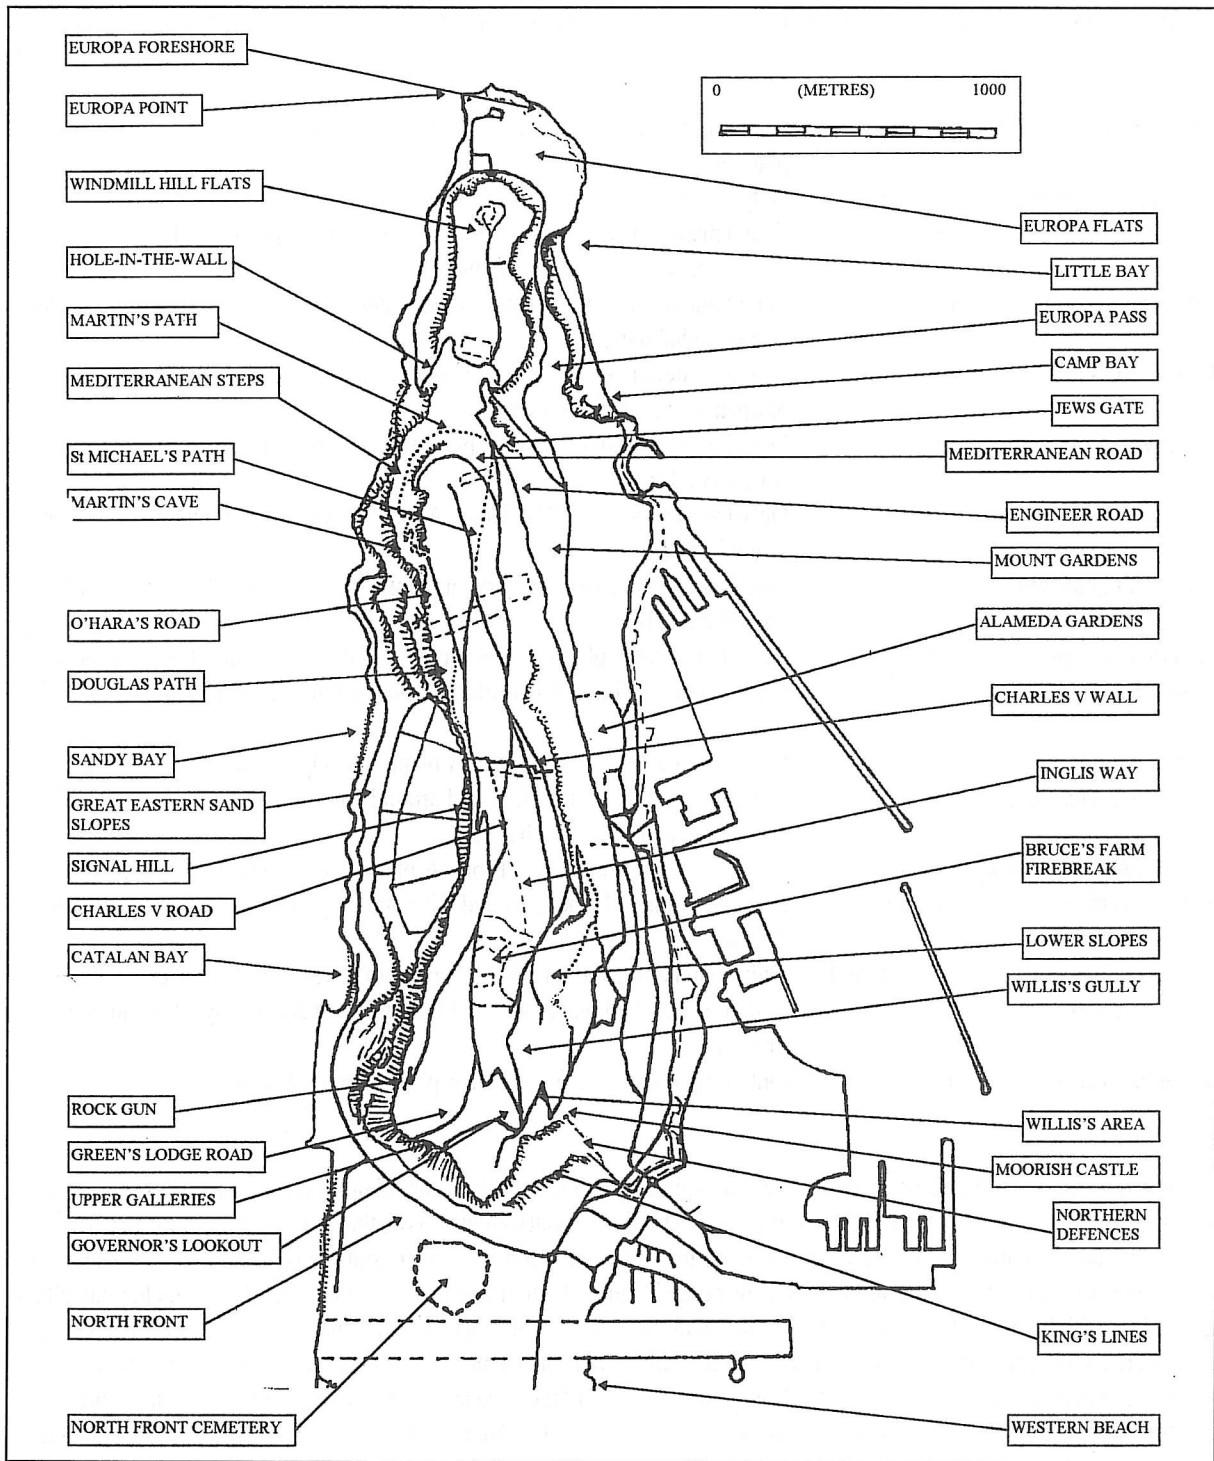 EUROPA FORESHORE
EUROPA POINT
WINDMILL HILL FLATS
HOLE-IN-THE-WALL
MARTIN'S PATH
MEDITERRANEAN STEPS
St MICHAEL'S PATH
MARTIN'S CAVE
O'HARA'S ROAD
DOUGLAS PATH
SANDY BAY
GREAT EASTERN SAND
SLOPES
SIGNAL HILL
CHARLES V ROAD
CATALAN BAY
ROCK GUN
GREEN'S LODGE ROAD
UPPER GALLERIES
GOVERNOR'S LOOKOUT
NORTH FRONT
NORTH FRONT CEMETERY
0 (METRES) 1000
EUROPA FLATS
LITTLE BAY
EUROPA PASS
CAMP BAY
JEWS GATE
MEDITERRANEAN ROAD
ENGINEER ROAD
MOUNT GARDENS
ALAMEDA GARDENS
CHARLES V WALL
INGLIS WAY
BRUCE'S FARM
FIREBREAK
LOWER SLOPES
WILLIS'S GULLY
WILLIS'S AREA
MOORISH CASTLE
NORTHERN
DEFENCES
KING'S LINES
WESTERN BEACH